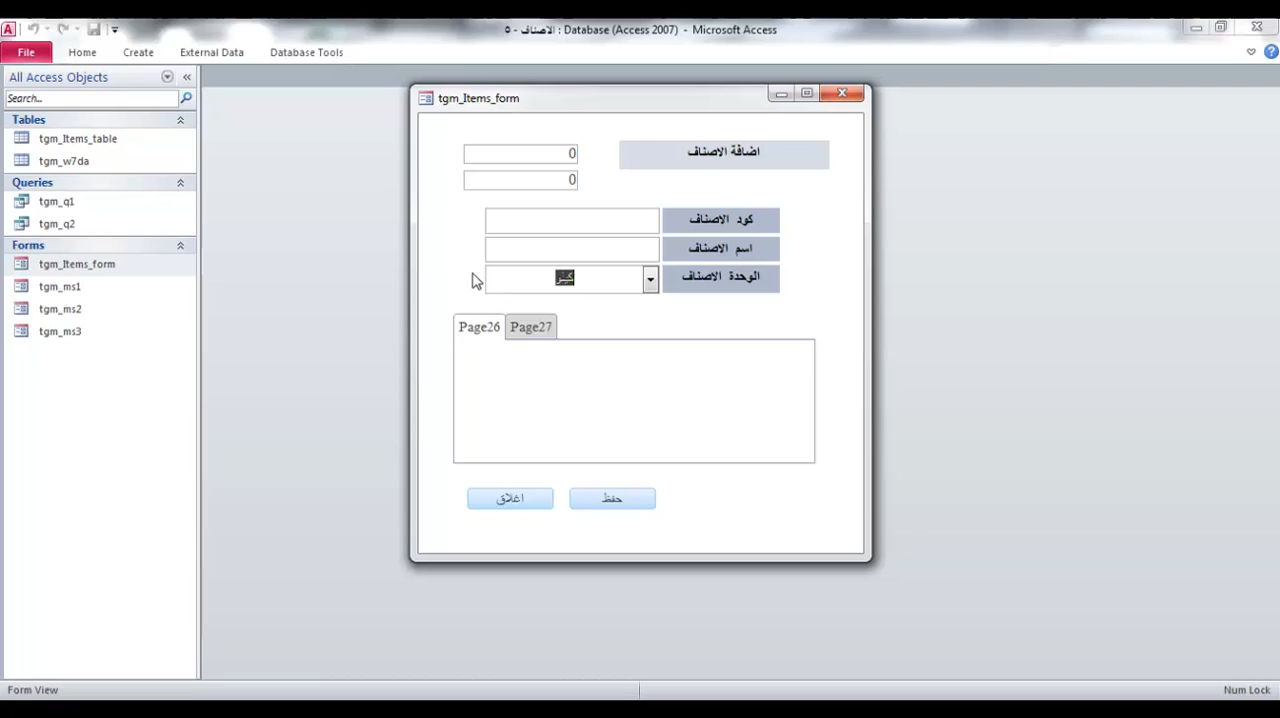 الاصناف - ٥ : Database (Access 2007) - Microsoft Access
File Home Create External Data Database Tools
All Access Objects
Search...
Tables
tgm_Items_table
tgm_w7da
Queries
tgm_q1
tgm_q2
Forms
tgm_Items_form
tgm_ms1
tgm_ms2
tgm_ms3
tgm_Items_form
اضافة الاصناف
0
0
كود الاصناف
اسم الاصناف
الوحدة الاصناف
Page26 Page27
حفظ اغلاق
Form View
Num Lock